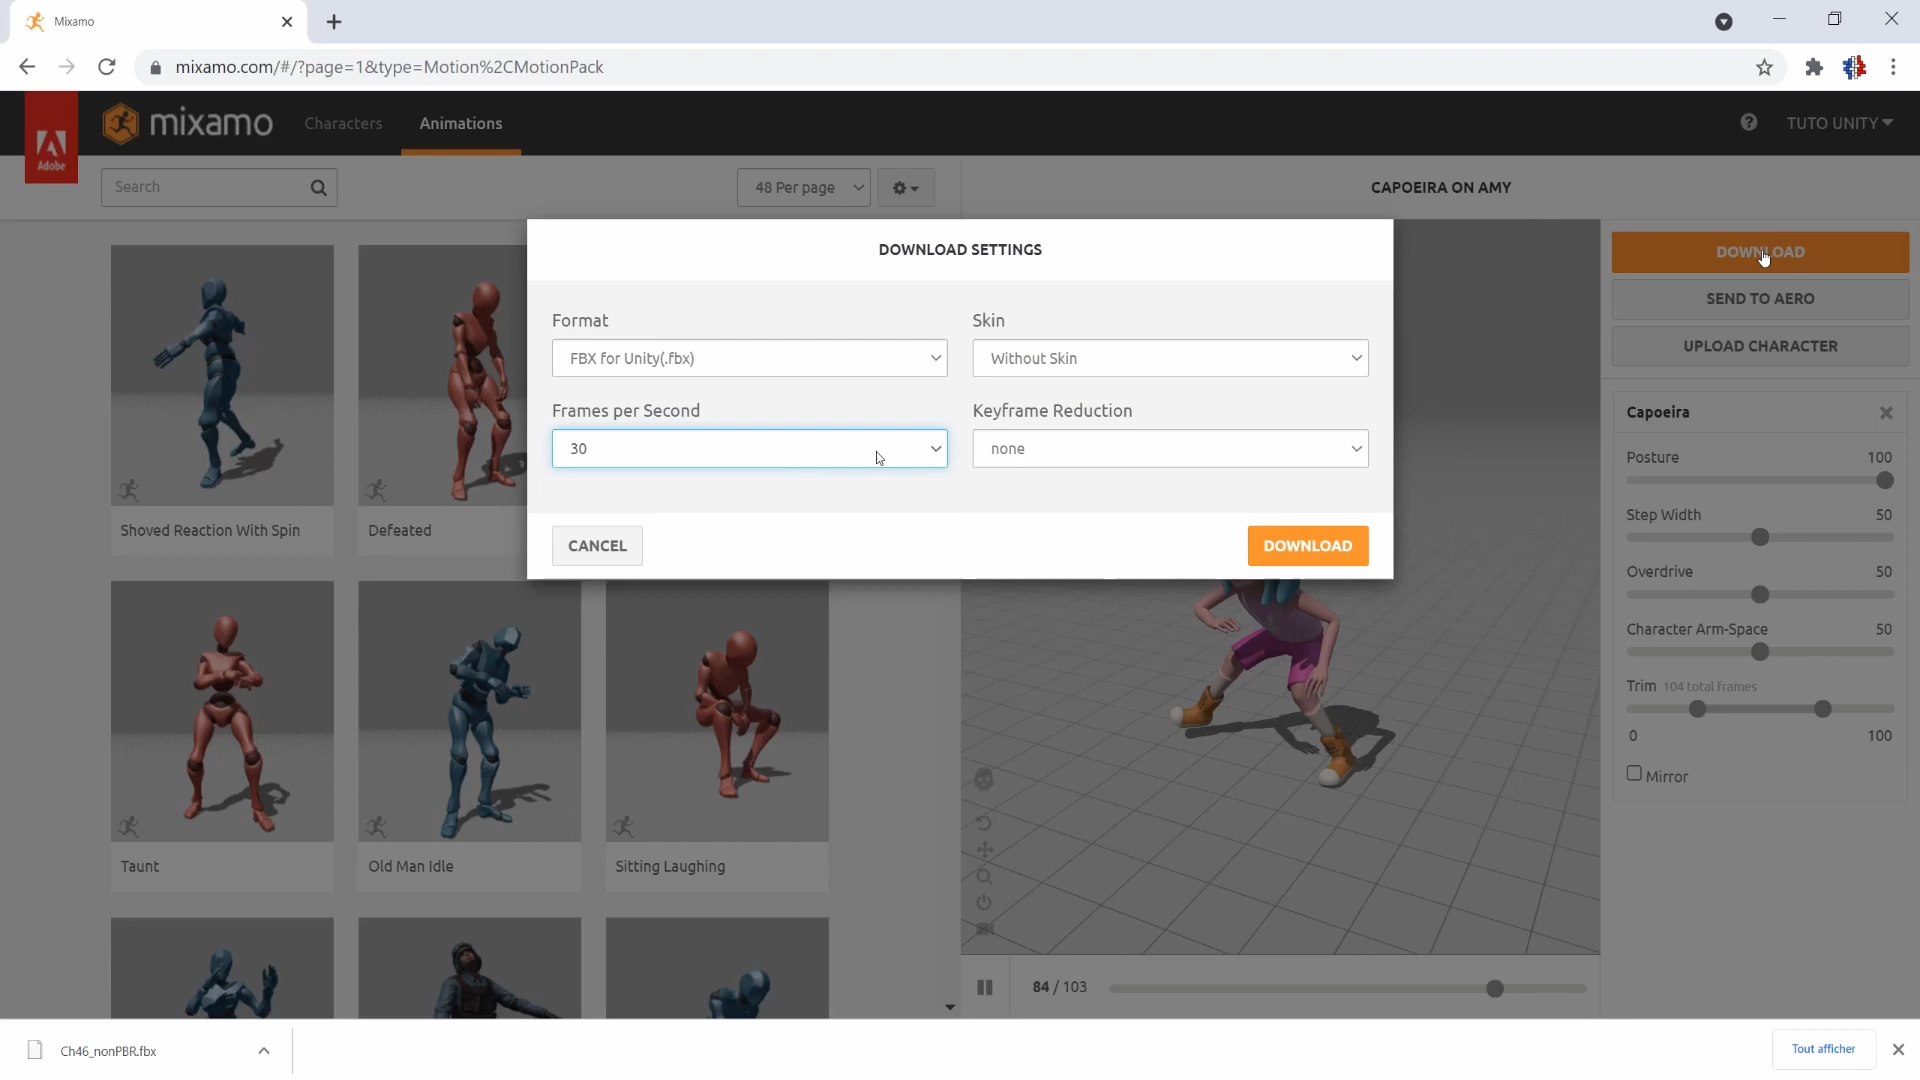 Mixamo
mixamo.com/#/?page=1&type=Motion%2CMotionPack
Adobe
mixamo
Characters
Animations
TUTO UNITY
Search
48 Per page
CAPOEIRA ON AMY
DOWNLOAD SETTINGS
Format
Skin
FBX for Unity(.fbx)
Without Skin
Frames per Second
Keyframe Reduction
30
none
CANCEL
DOWNLOAD
DOWNLOAD
SEND TO AERO
UPLOAD CHARACTER
Capoeira
Posture 100
Step Width 50
Overdrive 50
Character Arm-Space 50
Trim 104 total frames
0 100
Mirror
Shoved Reaction With Spin
Defeated
Taunt
Old Man Idle
Sitting Laughing
84 / 103
Ch46_nonPBR.fbx
Tout afficher